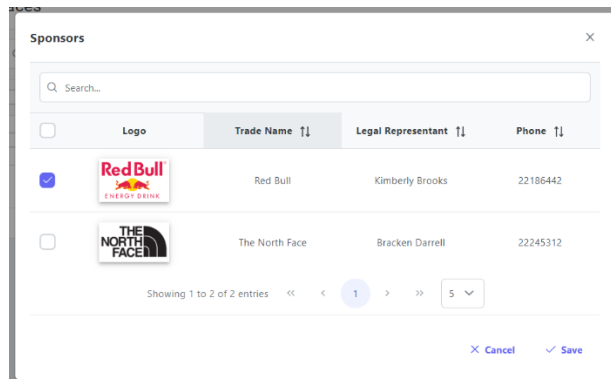 Sponsors
Search...
Logo Trade Name Legal Representant Phone
Red Bull
ENERGY DRINK
Red Bull Kimberly Brooks 22186442
THE
NORTH
FACE
The North Face Bracken Darrell 22245312
Showing 1 to 2 of 2 entries << < 1 > >> 5
Cancel Save